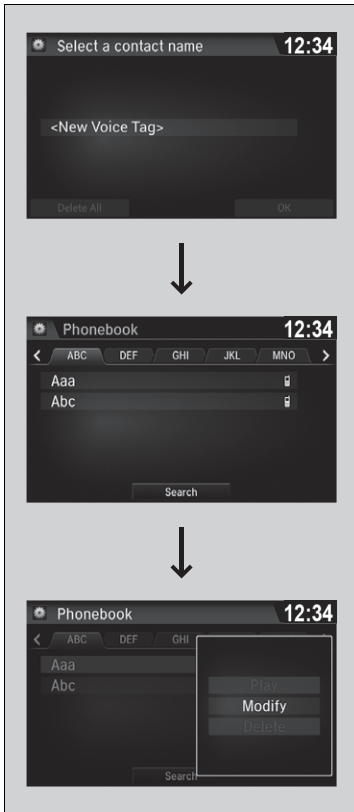 Select a contact name 12:34
<New Voice Tag>
Delete All OK
Phonebook 12:34
< ABC DEF GHI JKL MNO >
Aaa
Abc
Search
Phonebook 12:34
< ABC DEF GHI
Aaa
Abc
Play
Modify
Delete
Search